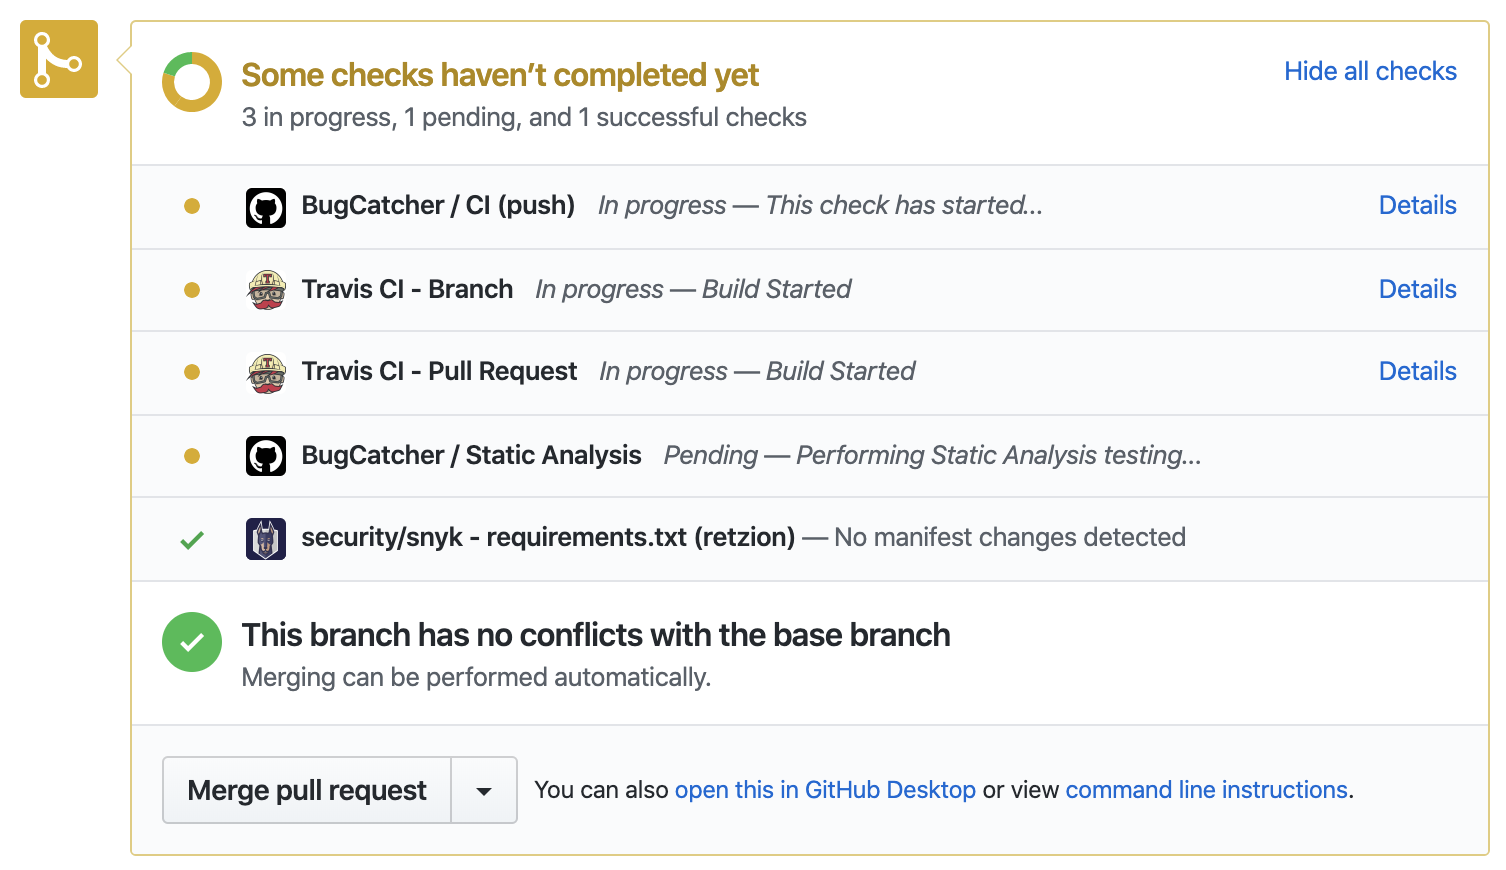 Some checks haven’t completed yet
Hide all checks
3 in progress, 1 pending, and 1 successful checks
BugCatcher / CI (push) In progress — This check has started... Details
Travis CI - Branch In progress — Build Started Details
Travis CI - Pull Request In progress — Build Started Details
BugCatcher / Static Analysis Pending — Performing Static Analysis testing...
security/snyk - requirements.txt (retzion) — No manifest changes detected
This branch has no conflicts with the base branch
Merging can be performed automatically.
Merge pull request You can also open this in GitHub Desktop or view command line instructions.